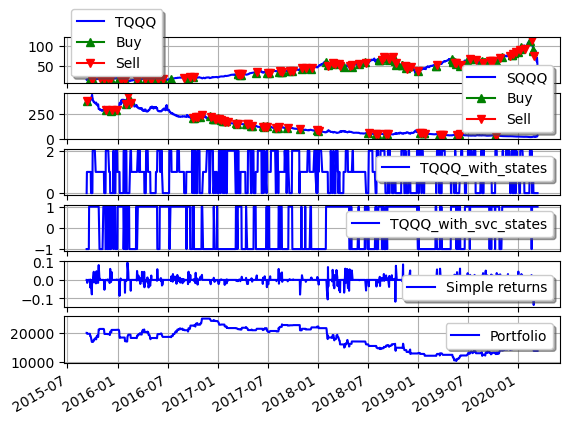 TQQQ
Buy
Sell
100
50
SQQQ
Buy
Sell
250
0
2
0
TQQQ_with_states
1
0
−1
TQQQ_with_svc_states
0.1
0.0
−0.1
Simple returns
20000
10000
Portfolio
2015-07
2016-01
2016-07
2017-01
2017-07
2018-01
2018-07
2019-01
2019-07
2020-01